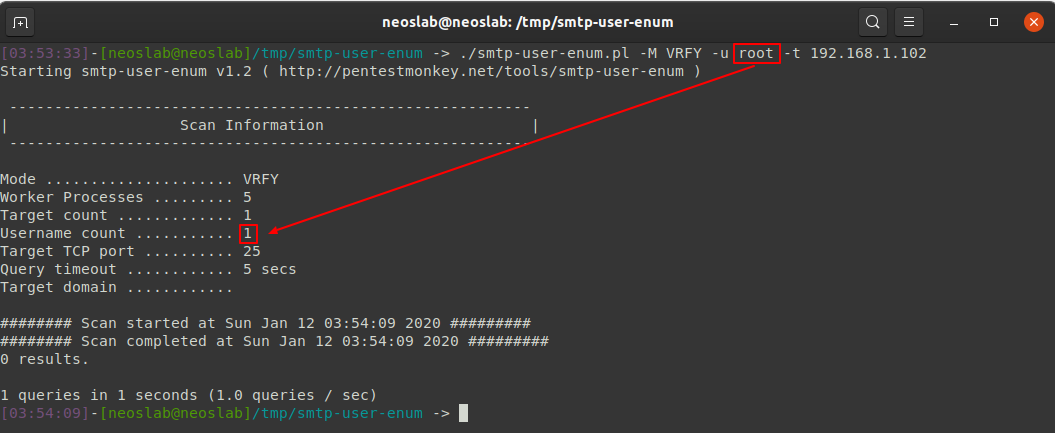 neoslab@neoslab: /tmp/smtp-user-enum
[03:53:33]-[neoslab@neoslab]/tmp/smtp-user-enum -> ./smtp-user-enum.pl -M VRFY -u root -t 192.168.1.102
Starting smtp-user-enum v1.2 ( http://pentestmonkey.net/tools/smtp-user-enum )
 ----------------------------------------------------------
|                   Scan Information                       |
 ----------------------------------------------------------
Mode ..................... VRFY
Worker Processes ......... 5
Target count ............. 1
Username count ........... 1
Target TCP port .......... 25
Query timeout ............ 5 secs
Target domain ............
######## Scan started at Sun Jan 12 03:54:09 2020 #########
######## Scan completed at Sun Jan 12 03:54:09 2020 #########
0 results.
1 queries in 1 seconds (1.0 queries / sec)
[03:54:09]-[neoslab@neoslab]/tmp/smtp-user-enum ->